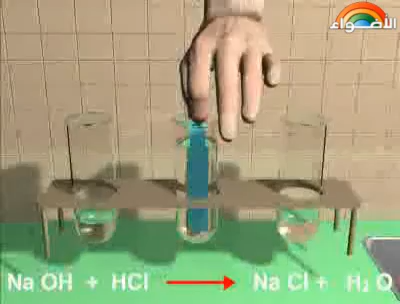 الأضواء
Na OH + HCl → Na Cl + H₂ O